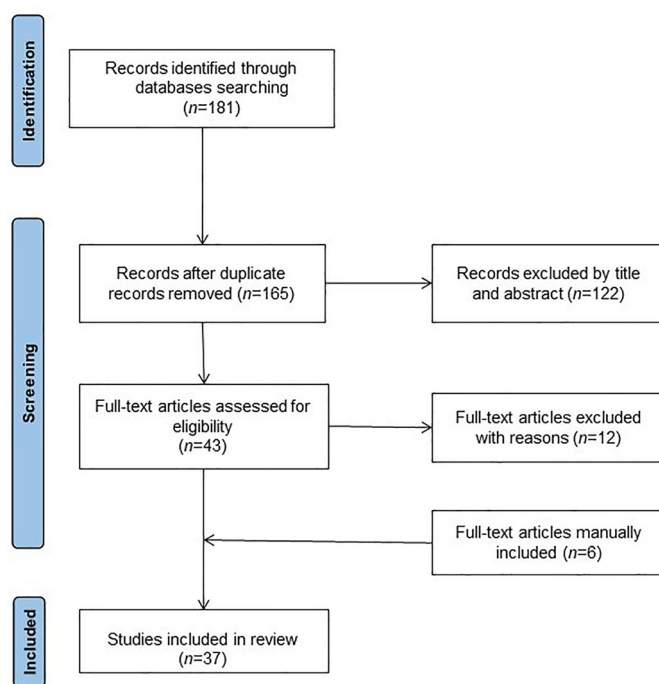 Identification
Records identified through
databases searching
(n=181)
Screening
Records after duplicate
records removed (n=165)
Records excluded by title
and abstract (n=122)
Full-text articles assessed for
eligibility
(n=43)
Full-text articles excluded
with reasons (n=12)
Full-text articles manually
included (n=6)
Included
Studies included in review
(n=37)